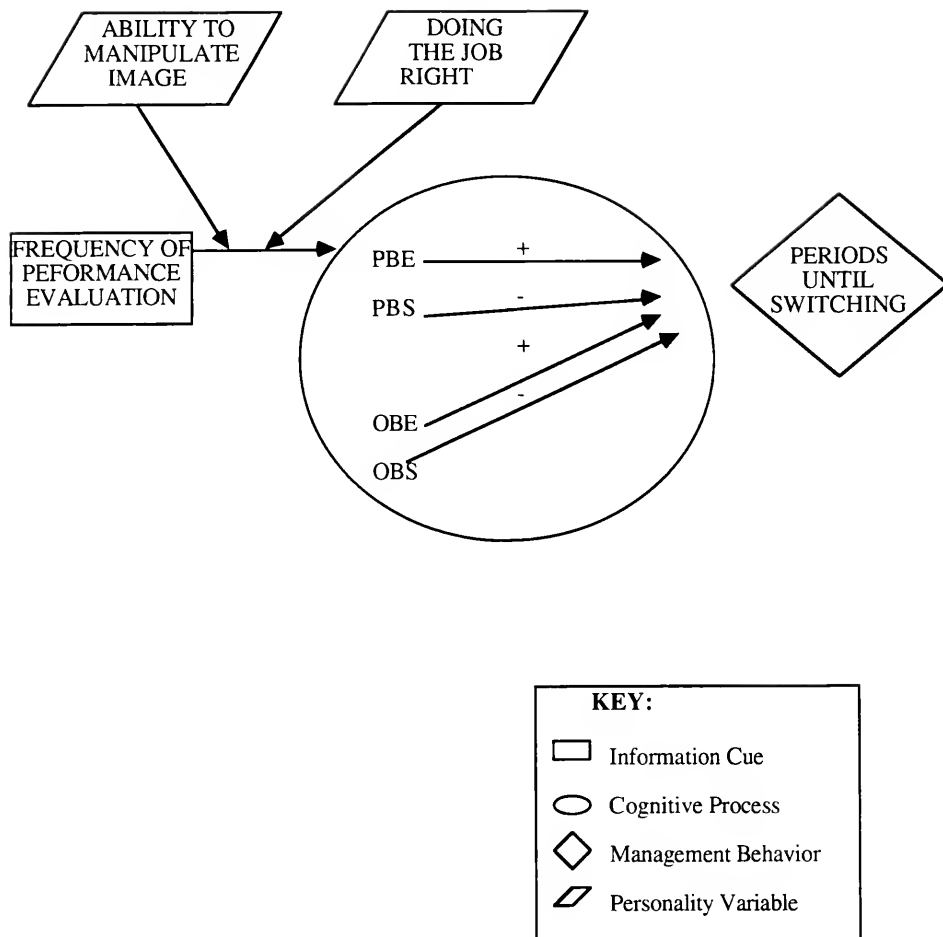 ABILITY TO
MANIPULATE
IMAGE
DOING
THE JOB
RIGHT
FREQUENCY OF
PEFORMANCE
EVALUATION
PBE
+
PBS
-
+
OBE
-
OBS
PERIODS
UNTIL
SWITCHING
KEY:
Information Cue
Cognitive Process
Management Behavior
Personality Variable